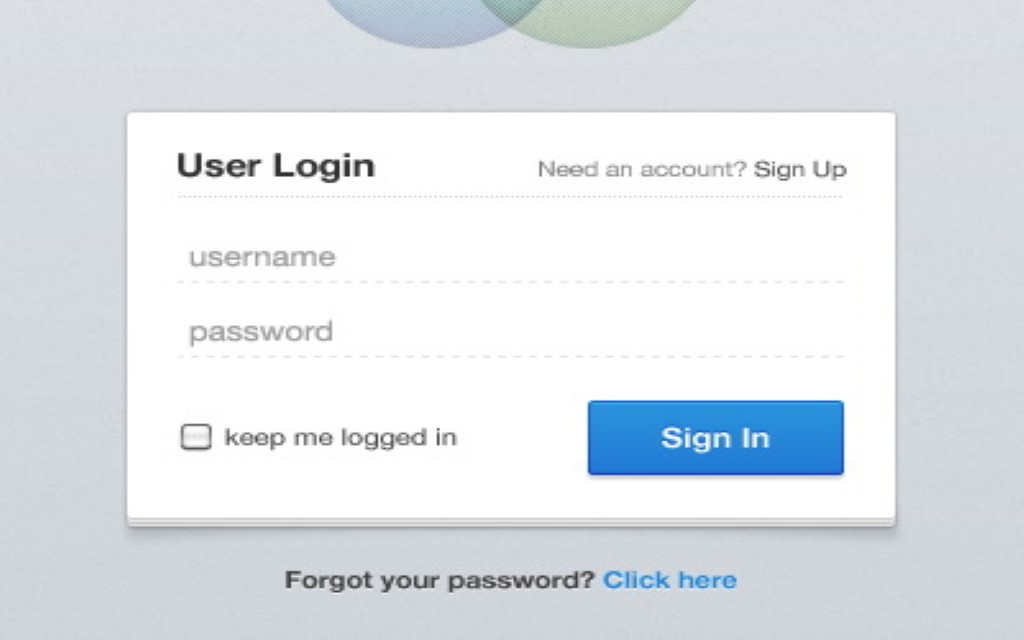 User Login
Need an account? Sign Up
username
password
keep me logged in
Sign In
Forgot your password? Click here